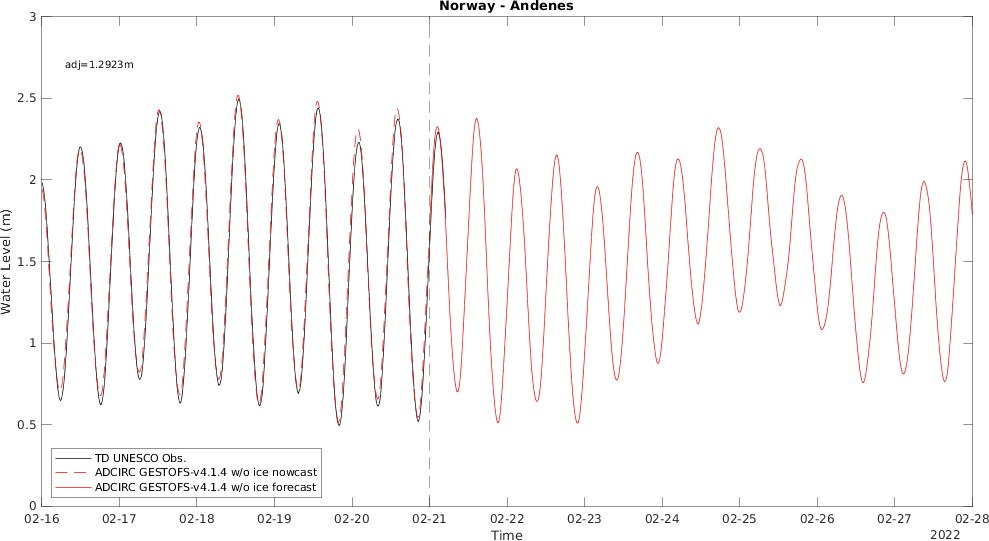 Norway - Andenes
adj=1.2923m
3
2.5
2
1.5
1
0.5
0
Water Level (m)
TD UNESCO Obs.
ADCIRC GESTOFS-v4.1.4 w/o ice nowcast
ADCIRC GESTOFS-v4.1.4 w/o ice forecast
02-16 02-17 02-18 02-19 02-20 02-21 02-22 02-23 02-24 02-25 02-26 02-27 02-28
Time
2022